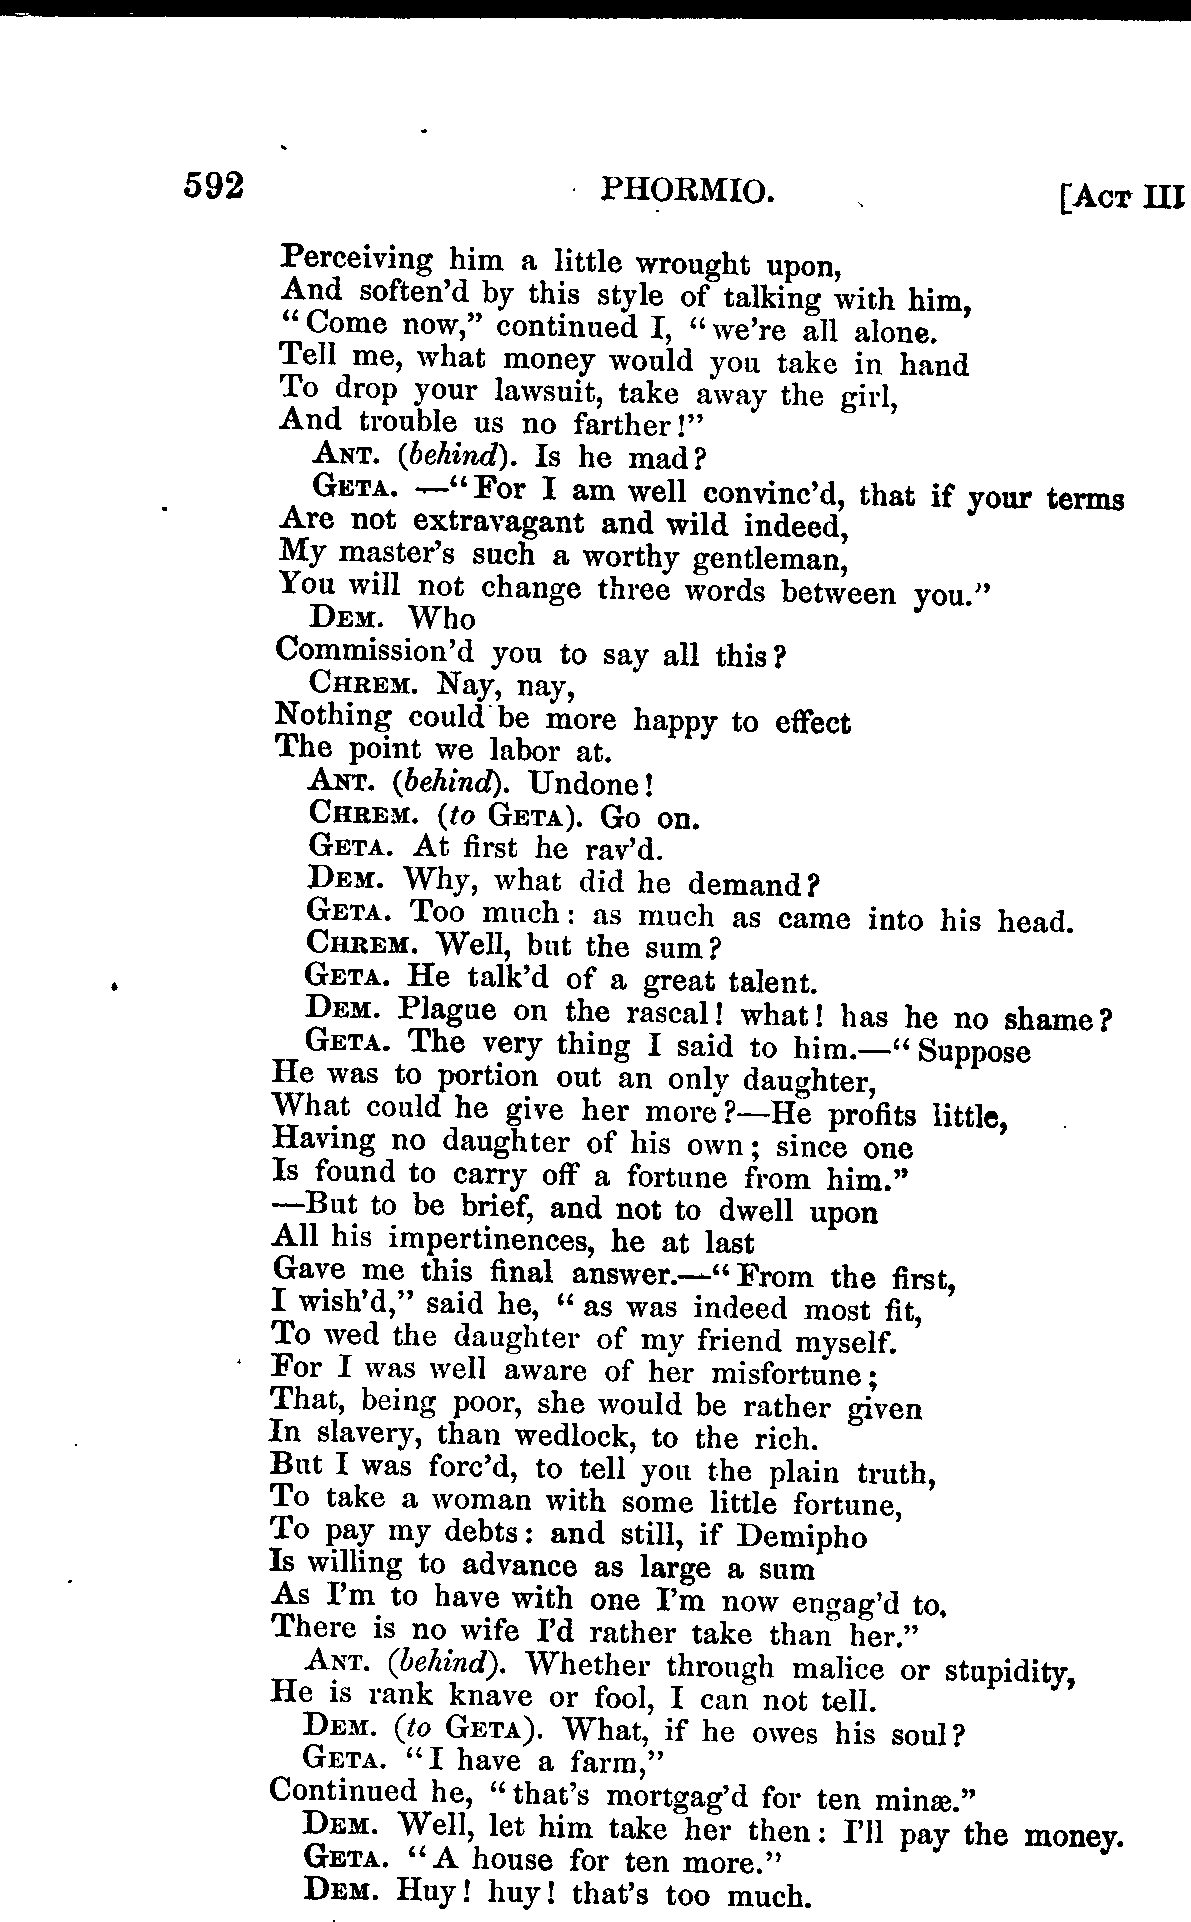 592 PHORMIO. [ACT III
Perceiving him a little wrought upon,
And soften'd by this style of talking with him,
“Come now,” continued I, “we're all alone.
Tell me, what money would you take in hand
To drop your lawsuit, take away the girl,
And trouble us no farther!”
ANT. (behind). Is he mad?
GETA. —“For I am well convinc'd, that if your terms
Are not extravagant and wild indeed,
My master's such a worthy gentleman,
You will not change three words between you.”
DEM. Who
Commission'd you to say all this?
CHREM. Nay, nay,
Nothing could be more happy to effect
The point we labor at.
ANT. (behind). Undone!
CHREM. (to GETA). Go on.
GETA. At first he rav'd.
DEM. Why, what did he demand?
GETA. Too much: as much as came into his head.
CHREM. Well, but the sum?
GETA. He talk'd of a great talent.
DEM. Plague on the rascal! what! has he no shame?
GETA. The very thing I said to him.—“Suppose
He was to portion out an only daughter,
What could he give her more?—He profits little,
Having no daughter of his own; since one
Is found to carry off a fortune from him.”
—But to be brief, and not to dwell upon
All his impertinences, he at last
Gave me this final answer.—“From the first,
I wish'd,” said he, “as was indeed most fit,
To wed the daughter of my friend myself.
For I was well aware of her misfortune;
That, being poor, she would be rather given
In slavery, than wedlock, to the rich.
But I was forc'd, to tell you the plain truth,
To take a woman with some little fortune,
To pay my debts: and still, if Demipho
Is willing to advance as large a sum
As I'm to have with one I'm now engag'd to,
There is no wife I'd rather take than her.”
ANT. (behind). Whether through malice or stupidity,
He is rank knave or fool, I can not tell.
DEM. (to GETA). What, if he owes his soul?
GETA. “I have a farm,”
Continued he, “that's mortgag'd for ten minæ.”
DEM. Well, let him take her then: I'll pay the money.
GETA. “A house for ten more.”
DEM. Huy! huy! that's too much.